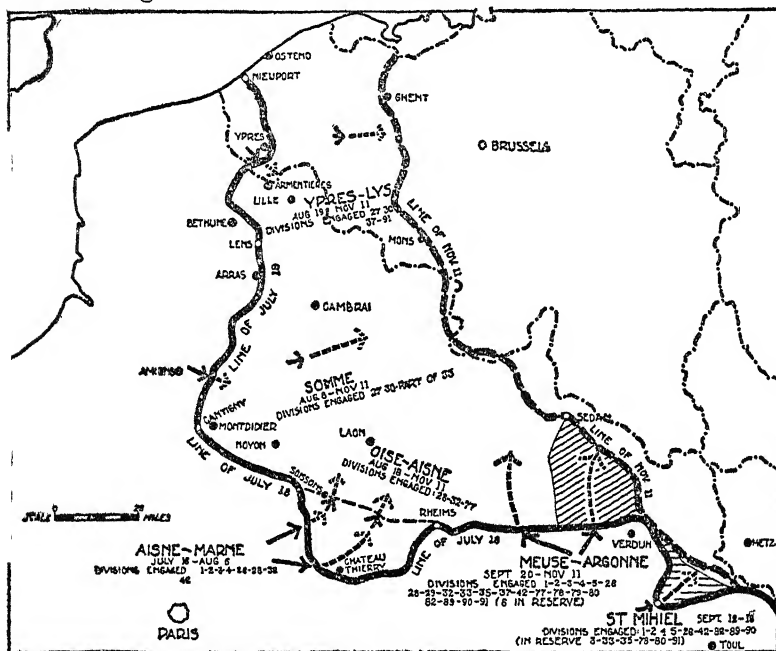 OSTEND
NIEUPORT
GHENT
YPRES
BRUSSELS
ARMENTIERES
LILLE
YPRES-LYS
AUG 19 NOV 11
DIVISIONS ENGAGED 27 30
37-91
BETHUNE
LENS
ARRAS
MONS
LINE OF NOV 11
LINE OF JULY 18
CAMBRAI
AMIENS
SOMME
AUG 8-NOV 11
DIVISIONS ENGAGED 27 30-PART OF 33
CANTIGNY
MONTDIDIER
NOYON
LAON
OISE-AISNE
AUG 18-NOV 11
DIVISIONS ENGAGED: 28-32-77
SEDAN
LINE OF NOV 11
LINE OF JULY 18
SOISSONS
RHEIMS
SCALE 0 20 MILES
AISNE-MARNE
JULY 18-AUG 6
DIVISIONS ENGAGED 1-2-3-4-26-28-32
42
CHATEAU
THIERRY
LINE OF JULY 18
VERDUN
METZ
MEUSE-ARGONNE
SEPT 20-NOV 11
DIVISIONS ENGAGED 1-2-3-4-5-26
28-29-32-33-35-37-42-77-78-79-80
82-89-90-91 (6 IN RESERVE)
ST MIHIEL SEPT 12-16
DIVISIONS ENGAGED: 1-2 4 5-26-42-82-89-90
(IN RESERVE 3-33-35-78-80-91)
TOUL
PARIS